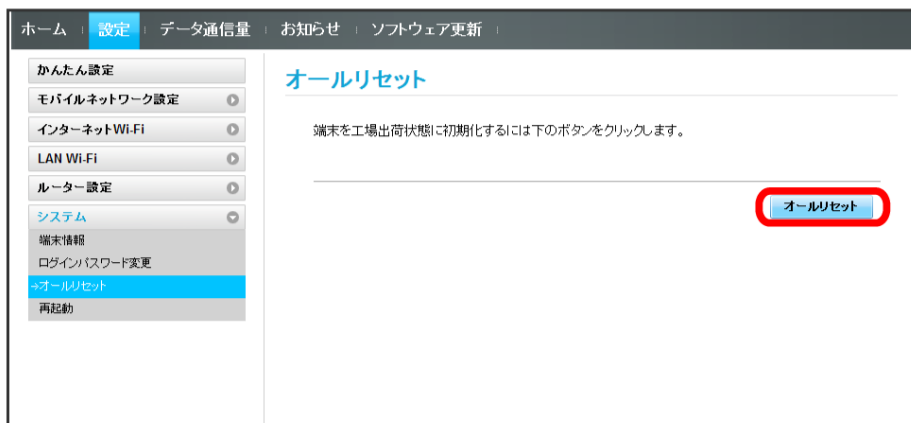 ホーム 設定 データ通信量 お知らせ ソフトウェア更新
かんたん設定
モバイルネットワーク設定
インターネットWi-Fi
LAN Wi-Fi
ルーター設定
システム
端末情報
ログインパスワード変更
→オールリセット
再起動
オールリセット
端末を工場出荷状態に初期化するには下のボタンをクリックします。
オールリセット